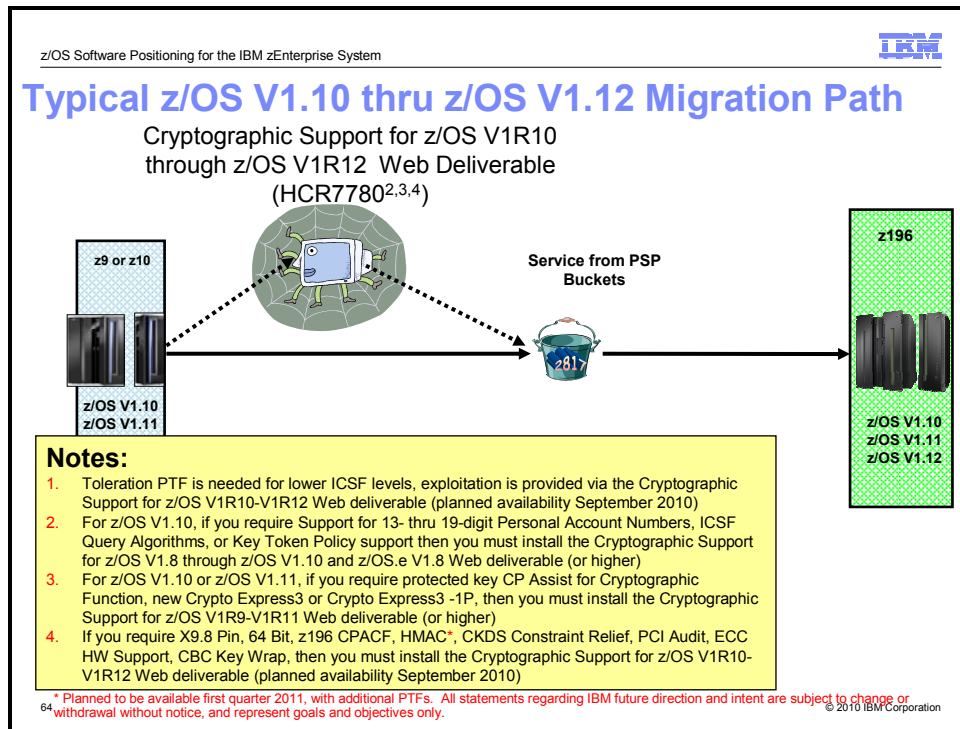 z/OS Software Positioning for the IBM zEnterprise System
IBM
Typical z/OS V1.10 thru z/OS V1.12 Migration Path
Cryptographic Support for z/OS V1R10
through z/OS V1R12 Web Deliverable
(HCR77802,3,4)
z9 or z10
Service from PSP
Buckets
z196
2817
z/OS V1.10
z/OS V1.11
z/OS V1.10
z/OS V1.11
z/OS V1.12
Notes:
1. Toleration PTF is needed for lower ICSF levels, exploitation is provided via the Cryptographic
Support for z/OS V1R10-V1R12 Web deliverable (planned availability September 2010)
2. For z/OS V1.10, if you require Support for 13- thru 19-digit Personal Account Numbers, ICSF
Query Algorithms, or Key Token Policy support then you must install the Cryptographic Support
for z/OS V1.8 through z/OS V1.10 and z/OS.e V1.8 Web deliverable (or higher)
3. For z/OS V1.10 or z/OS V1.11, if you require protected key CP Assist for Cryptographic
Function, new Crypto Express3 or Crypto Express3 -1P, then you must install the Cryptographic
Support for z/OS V1R9-V1R11 Web deliverable (or higher)
4. If you require X9.8 Pin, 64 Bit, z196 CPACF, HMAC*, CKDS Constraint Relief, PCI Audit, ECC
HW Support, CBC Key Wrap, then you must install the Cryptographic Support for z/OS V1R10-
V1R12 Web deliverable (planned availability September 2010)
* Planned to be available first quarter 2011, with additional PTFs. All statements regarding IBM future direction and intent are subject to change or
withdrawal without notice, and represent goals and objectives only.
64
© 2010 IBM Corporation